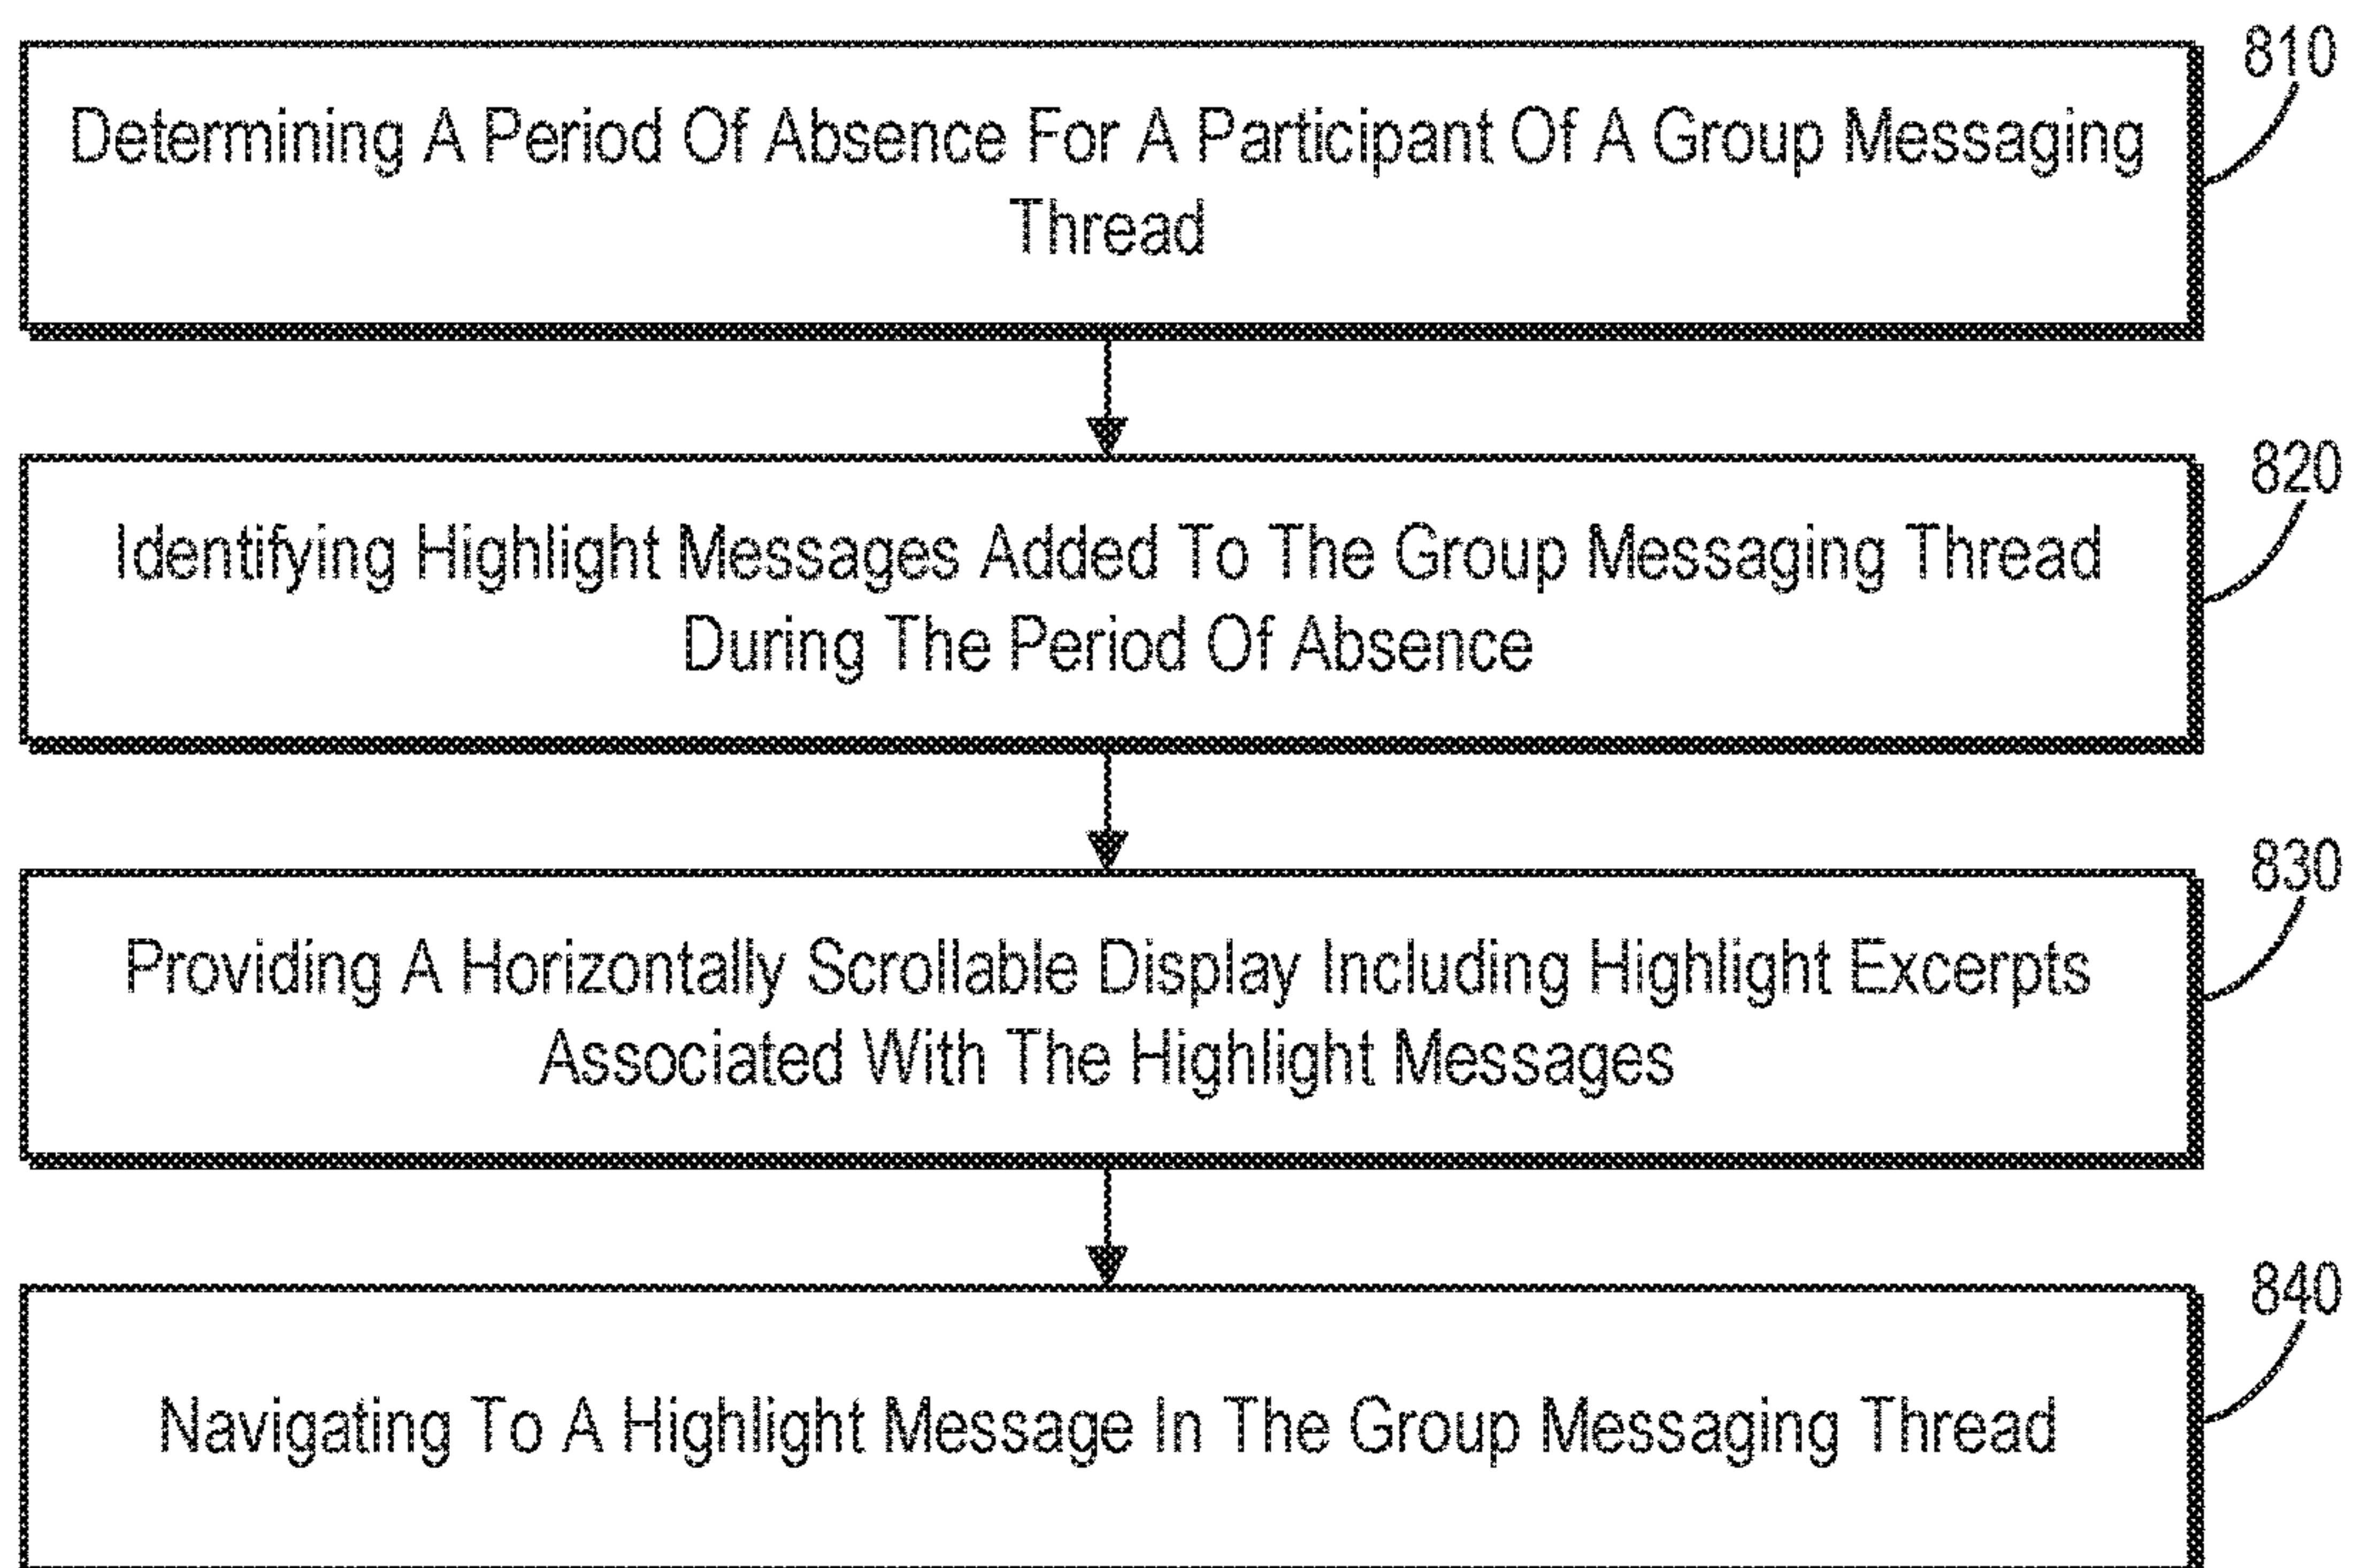 810
Determining A Period Of Absence For A Participant Of A Group Messaging
Thread
820
Identifying Highlight Messages Added To The Group Messaging Thread
During The Period Of Absence
830
Providing A Horizontally Scrollable Display Including Highlight Excerpts
Associated With The Highlight Messages
840
Navigating To A Highlight Message In The Group Messaging Thread